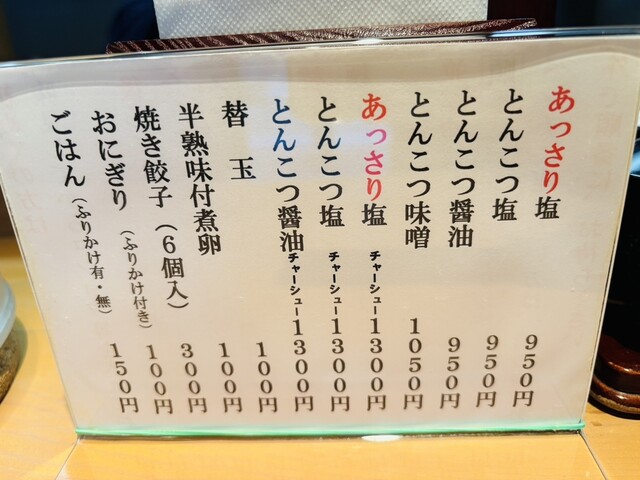 あっさり塩 950円
とんこつ塩 950円
とんこつ醤油 950円
とんこつ味噌 1050円
あっさり塩チャーシュー 1300円
とんこつ塩チャーシュー 1300円
とんこつ醤油チャーシュー 1300円
替玉 100円
半熟味付煮卵 100円
焼き餃子(6個入) 300円
おにぎり(ふりかけ付き) 100円
ごはん(ふりかけ有・無) 150円